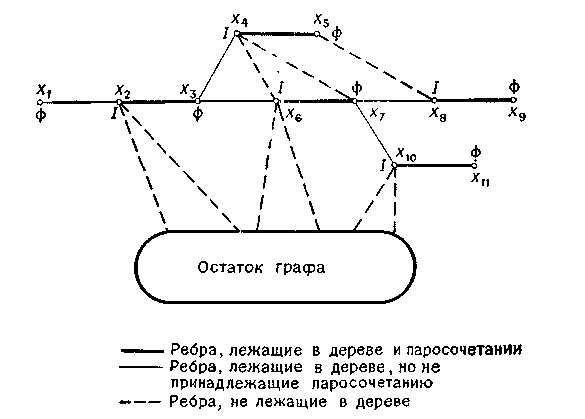 X4 X5
I
X1 X2 X3 I Ф I Ф
Ф I Ф X6 X7 X8 X9
I X10 Ф
X11
Остаток графа
Ребра, лежащие в дереве и паросочетании
Ребра, лежащие в дереве, но не
принадлежащие паросочетанию
Ребра, не лежащие в дереве